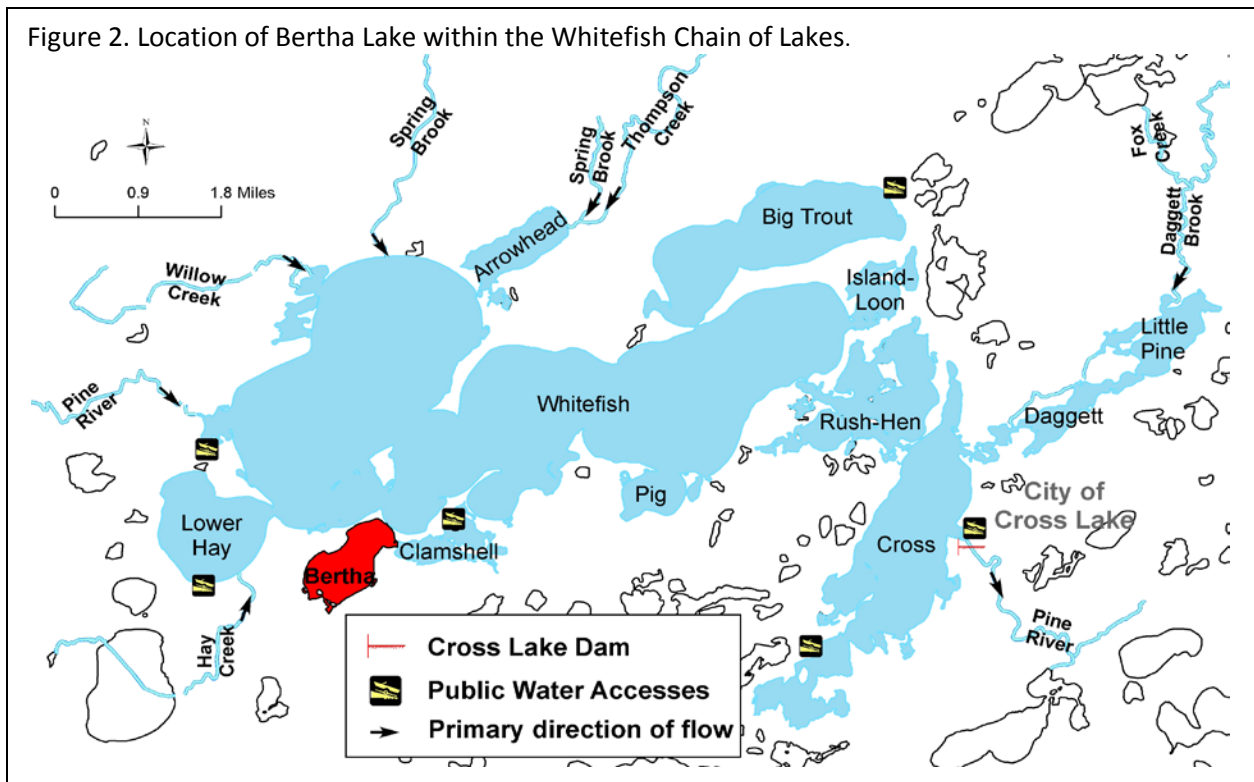 Figure 2. Location of Bertha Lake within the Whitefish Chain of Lakes.
N
0 0.9 1.8 Miles
Spring
Brook
Spring
Brook
Thompson
Creek
Fox
Creek
Daggett
Brook
Big Trout
Arrowhead
Willow
Creek
Island-
Loon
Little
Pine
Pine
River
Whitefish
Rush-Hen
Daggett
Pig
City of
Cross Lake
Lower
Hay
Clamshell
Cross
Bertha
Hay
Creek
Pine
River
Cross Lake Dam
Public Water Accesses
Primary direction of flow